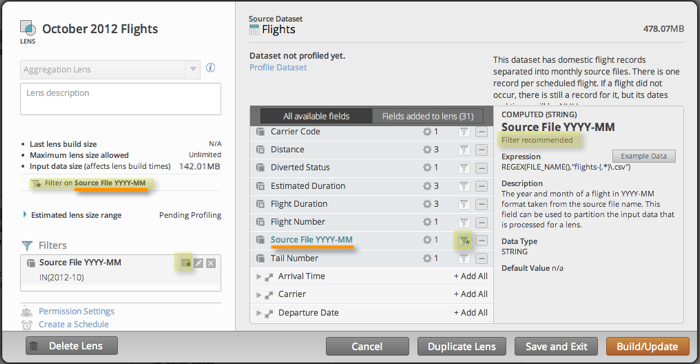 October 2012 Flights
LENS
Aggregation Lens
Lens description
Last lens build size N/A
Maximum lens size allowed Unlimited
Input data size (affects lens build times) 142.01MB
Filter on Source File YYYY-MM
Estimated lens size range Pending Profiling
Filters
Source File YYYY-MM
IN(2012-10)
Permission Settings
Create a Schedule
Source Dataset
Flights
478.07MB
Dataset not profiled yet.
Profile Dataset
This dataset has domestic flight records
separated into monthly source files. There is one
record per scheduled flight. If a flight did not
occur, there is still a record for it, but its dates
All available fields
Fields added to lens (31)
Carrier Code 1
Distance 3
Diverted Status 1
Estimated Duration 3
Flight Duration 3
Flight Number 1
Source File YYYY-MM 1
Tail Number 1
Arrival Time + Add All
Carrier + Add All
Departure Date + Add All
COMPUTED (STRING)
Source File YYYY-MM
Filter recommended
Expression
Example Data
REGEX(FILE_NAME(),"flights-(.*)\.csv")
Description
The year and month of a flight in YYYY-MM
format taken from the source file name. This
field can be used to partition the input data that
is processed for a lens.
Data Type
STRING
Default Value n/a
Delete Lens
Cancel
Duplicate Lens
Save and Exit
Build/Update